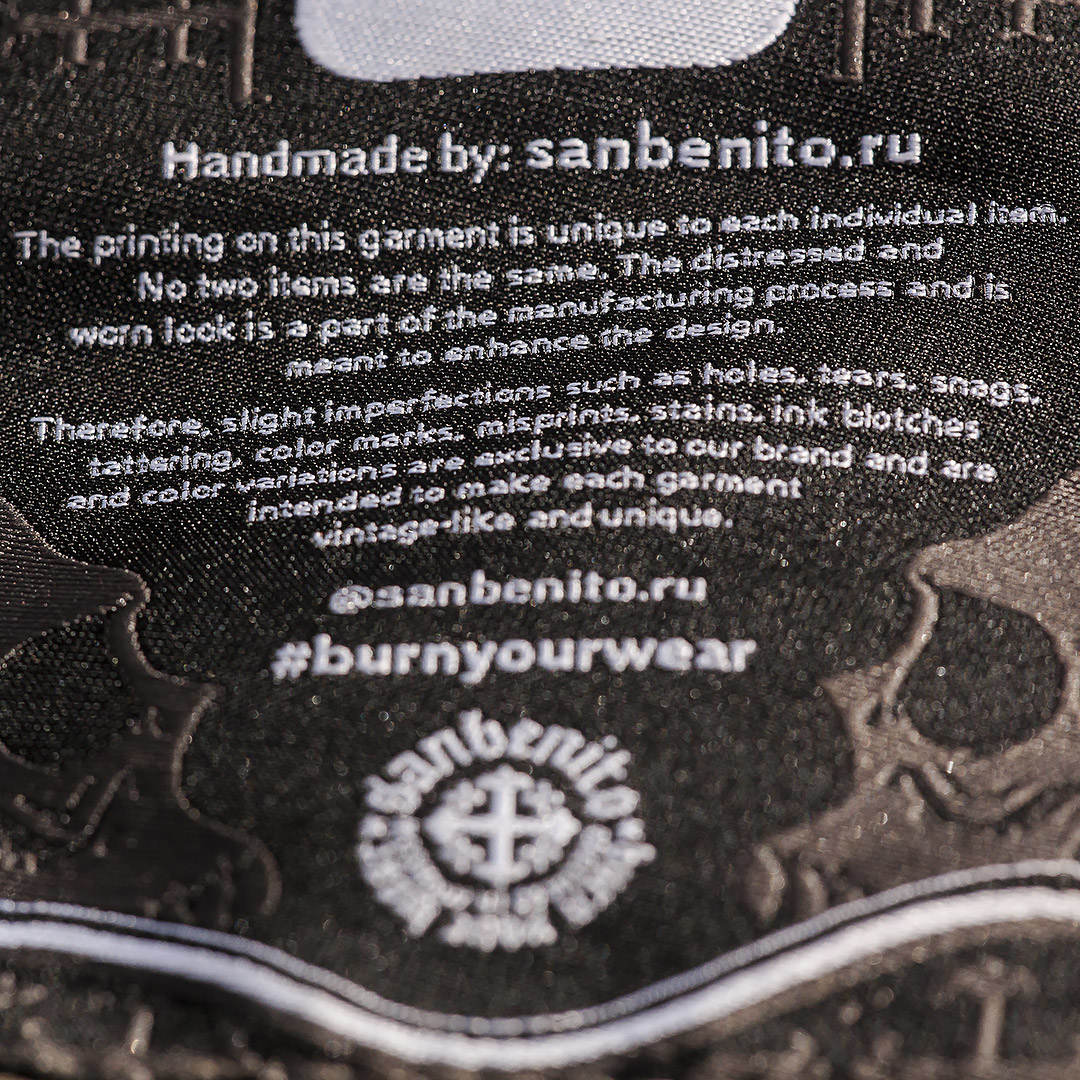 Handmade by: sanbenito.ru
The printing on this garment is unique to each individual item.
No two items are the same. The distressed and
worn look is a part of the manufacturing process and is
meant to enhance the design.
Therefore, slight imperfections such as holes, tears, snags,
tattering, color marks, misprints, stains, ink blotches
and color variations are exclusive to our brand and are
intended to make each garment
vintage-like and unique.
@sanbenito.ru
#burnyourwear
sanbenito